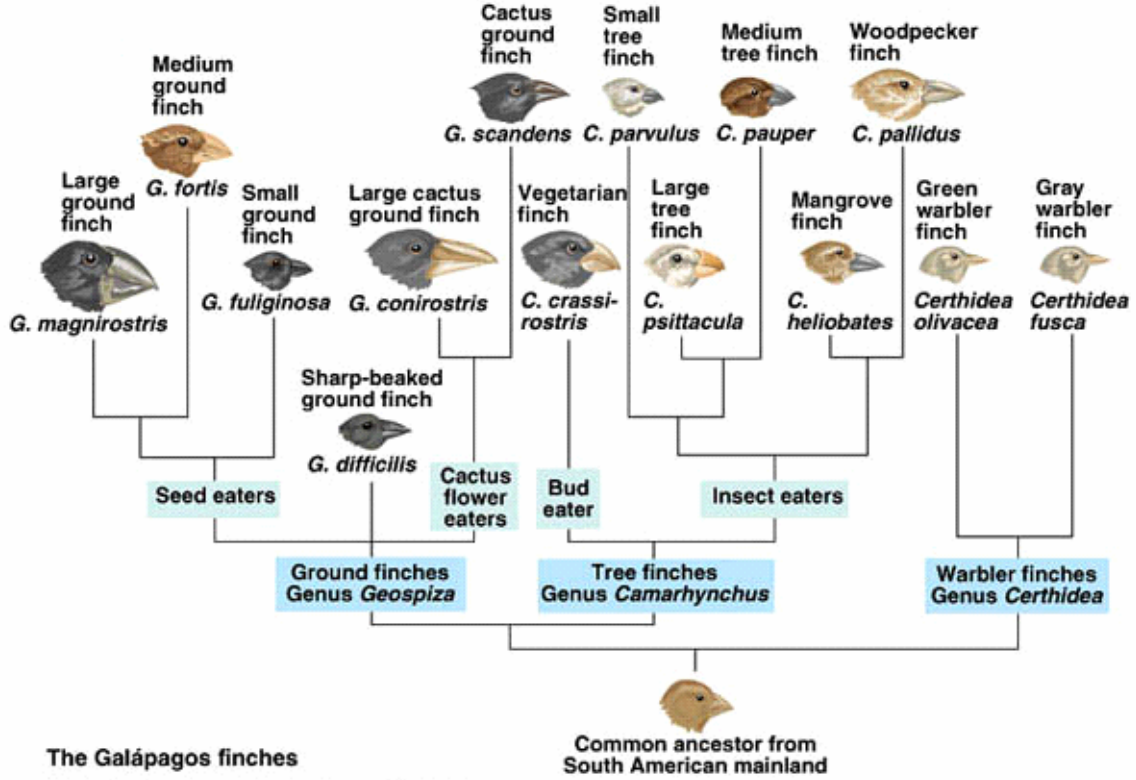 Cactus
ground
finch
G. scandens
Small
tree
finch
C. parvulus
Medium
tree finch
C. pauper
Woodpecker
finch
C. pallidus
Medium
ground
finch
G. fortis
Large
ground
finch
G. magnirostris
Small
ground
finch
G. fuliginosa
Large cactus
ground finch
G. conirostris
Vegetarian
finch
C. crassi-
rostris
Large
tree
finch
C.
psittacula
Mangrove
finch
C.
heliobates
Green
warbler
finch
Certhidea
olivacea
Gray
warbler
finch
Certhidea
fusca
Sharp-beaked
ground finch
G. difficilis
Seed eaters
Cactus
flower
eaters
Bud
eater
Insect eaters
Ground finches
Genus Geospiza
Tree finches
Genus Camarhynchus
Warbler finches
Genus Certhidea
Common ancestor from
South American mainland
The Galápagos finches